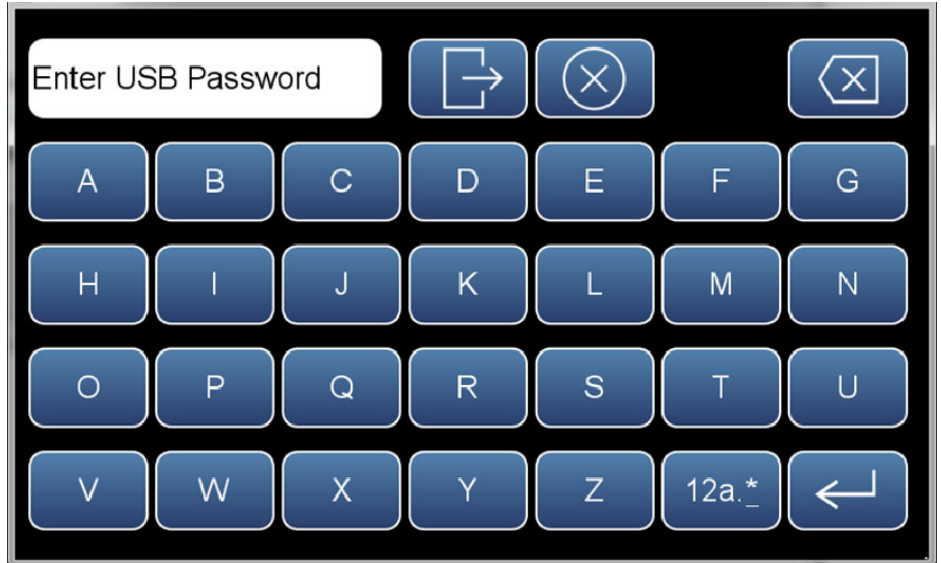 Enter USB Password
A B C D E F G
H I J K L M N
O P Q R S T U
V W X Y Z 12a.*_